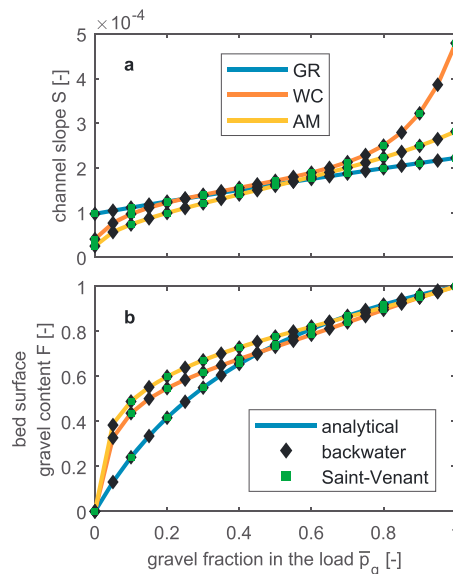 ×10⁻⁴
5
4
3
2
1
0
channel slope S [-]
a
GR
WC
AM
1
0.8
0.6
0.4
0.2
0
bed surface
gravel content F [-]
b
analytical
backwater
Saint-Venant
0 0.2 0.4 0.6 0.8 1
gravel fraction in the load p̅g [-]